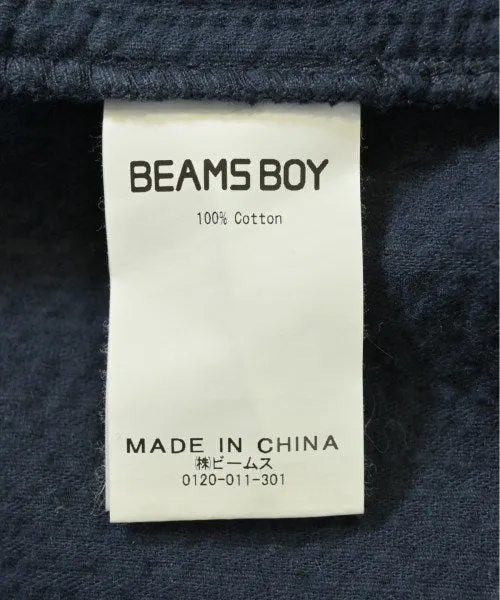 BEAMS BOY
100% Cotton
MADE IN CHINA
㈱ビームス
0120-011-301